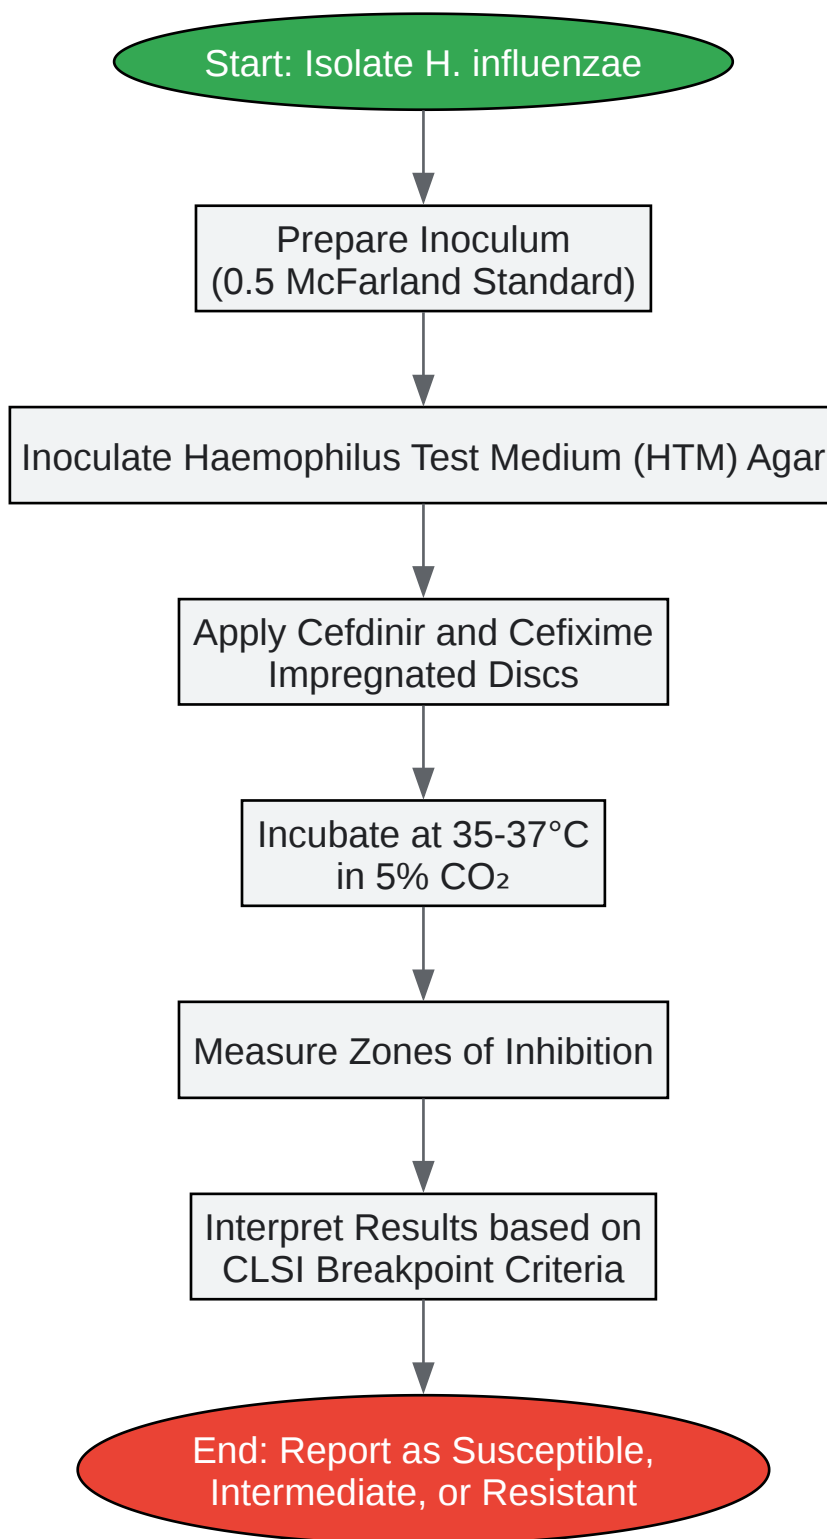 Start: Isolate H. influenzae
Prepare Inoculum
(0.5 McFarland Standard)
Inoculate Haemophilus Test Medium (HTM) Agar
Apply Cefdinir and Cefixime
Impregnated Discs
Incubate at 35-37°C
in 5% CO₂
Measure Zones of Inhibition
Interpret Results based on
CLSI Breakpoint Criteria
End: Report as Susceptible,
Intermediate, or Resistant